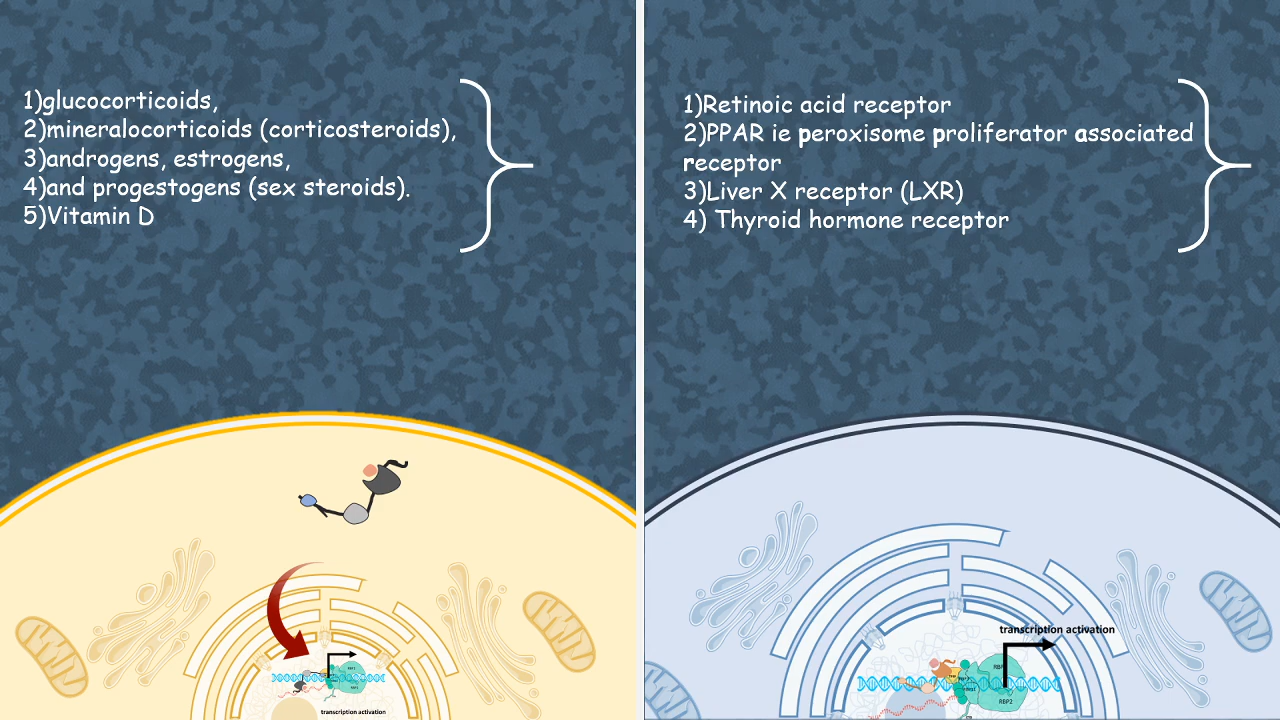 1)glucocorticoids,
2)mineralocorticoids (corticosteroids),
3)androgens, estrogens,
4)and progestogens (sex steroids).
5)Vitamin D
transcription activation
1)Retinoic acid receptor
2)PPAR ie peroxisome proliferator associated
receptor
3)Liver X receptor (LXR)
4) Thyroid hormone receptor
transcription activation
RBP2